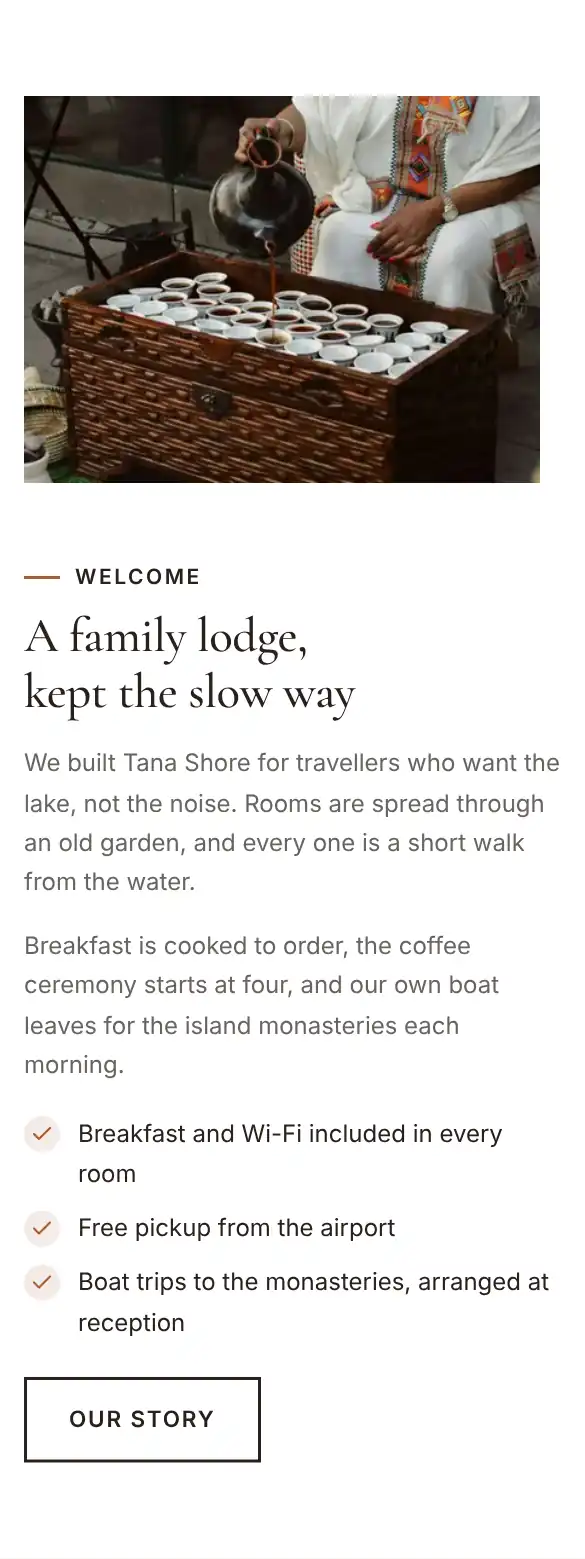 WELCOME
A family lodge,
kept the slow way
We built Tana Shore for travellers who want the
lake, not the noise. Rooms are spread through
an old garden, and every one is a short walk
from the water.
Breakfast is cooked to order, the coffee
ceremony starts at four, and our own boat
leaves for the island monasteries each
morning.
Breakfast and Wi-Fi included in every
room
Free pickup from the airport
Boat trips to the monasteries, arranged at
reception
OUR STORY